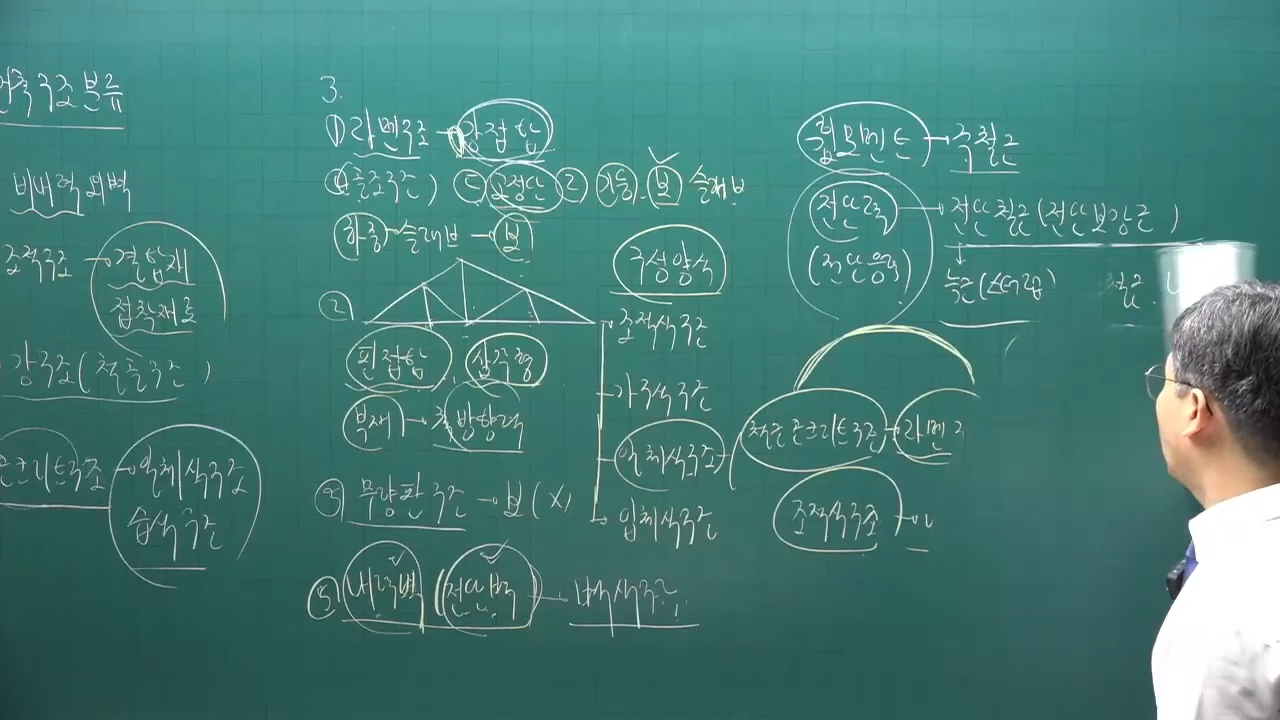 건축구조 분류
비내력 외벽
조적구조 → 결합재
접착재료
강구조(철골구조)
콘크리트구조 → 일체식구조
습식구조
3.
1) 라멘구조 → 강접합
(골조구조) ② 기둥, 보 슬래브
하중 → 슬래브 → 보
②
핀접합 삼각형
부재 → 축방향력
③ 무량판구조 → 보(X)
⑤ 내력벽 (전단벽) → 벽식구조
구성양식
조적식구조
가구식구조
일체식구조
입체식구조
휨모멘트 → 주철근
전단력 → 전단철근(전단보강근)
(전단응력) 늑근(스터럽) 철근
철근콘크리트구조 → 라멘
조적식구조 →